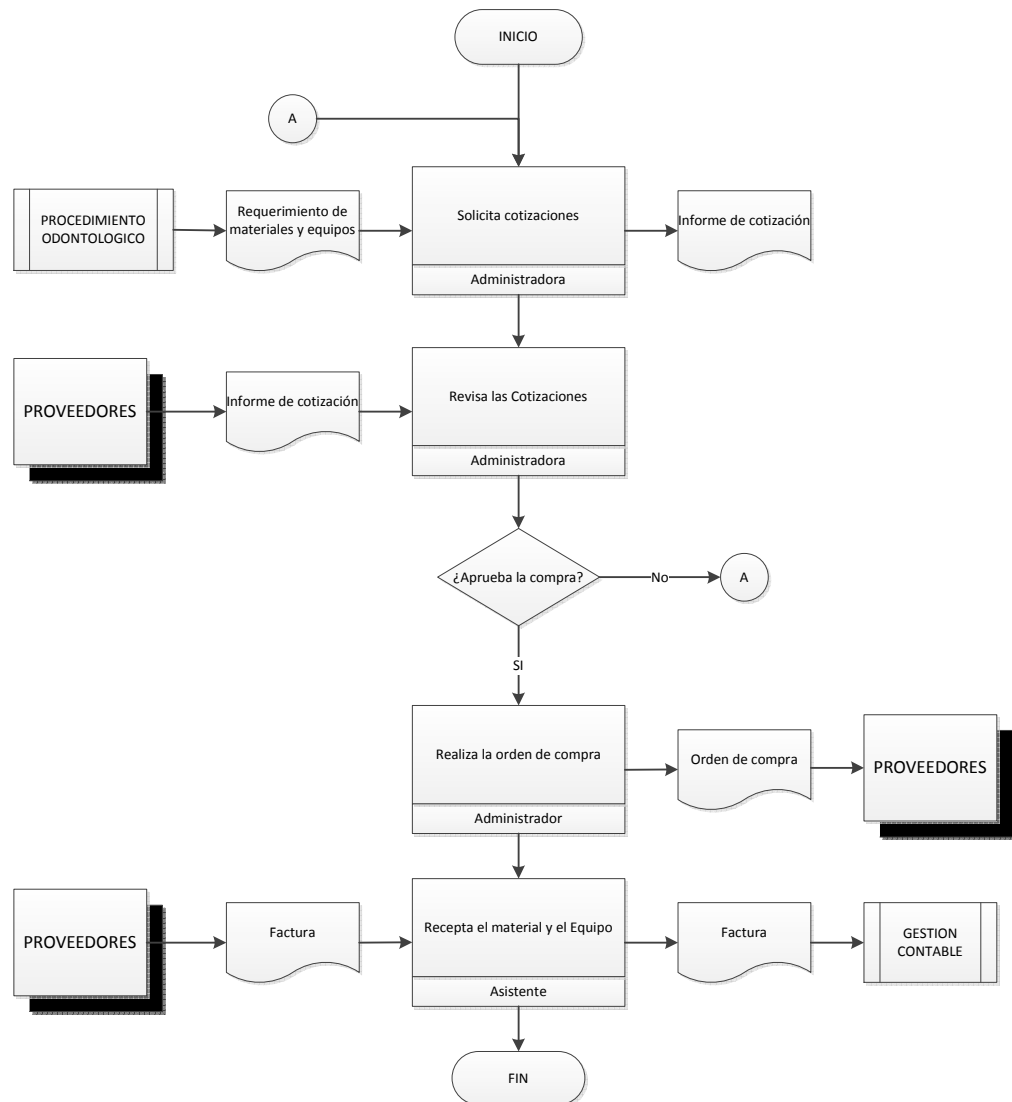 INICIO
A
PROCEDIMIENTO
ODONTOLOGICO
Requerimiento de
materiales y equipos
Solicita cotizaciones
Administradora
Informe de cotización
PROVEEDORES
Informe de cotización
Revisa las Cotizaciones
Administradora
¿Aprueba la compra?
No
A
SI
Realiza la orden de compra
Administrador
Orden de compra
PROVEEDORES
PROVEEDORES
Factura
Recepta el material y el Equipo
Asistente
Factura
GESTION
CONTABLE
FIN